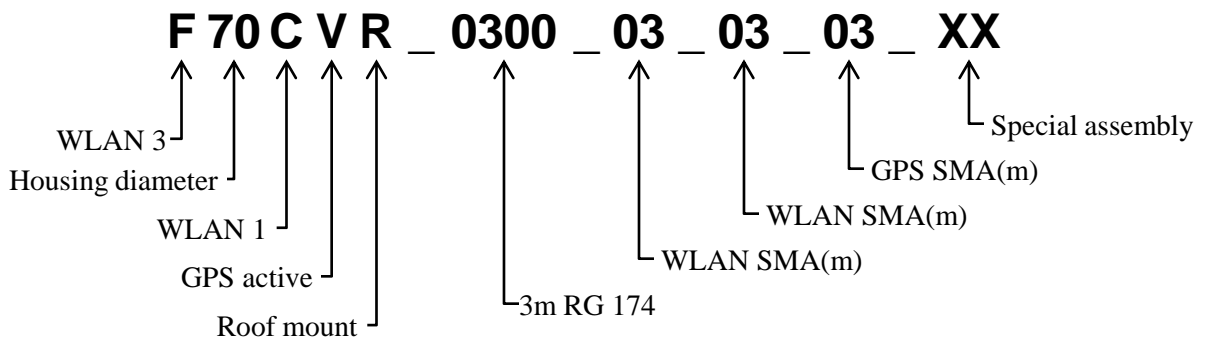 F 70 C V R _ 0300 _ 03 _ 03 _ 03 _ XX
WLAN 3
Special assembly
Housing diameter
GPS SMA(m)
WLAN 1
WLAN SMA(m)
GPS active
WLAN SMA(m)
Roof mount
3m RG 174